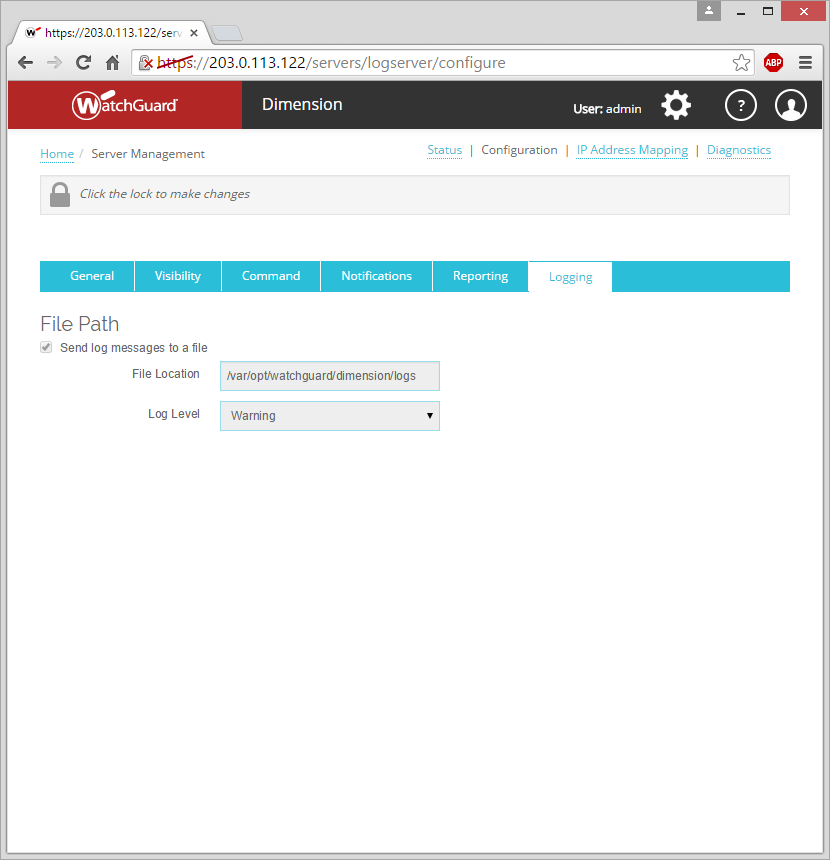 https://203.0.113.122/serv
https://203.0.113.122/servers/logserver/configure
ABP
WatchGuard
Dimension
User: admin
?
Home / Server Management
Status | Configuration | IP Address Mapping | Diagnostics
Click the lock to make changes
General Visibility Command Notifications Reporting Logging
File Path
Send log messages to a file
File Location /var/opt/watchguard/dimension/logs
Log Level Warning